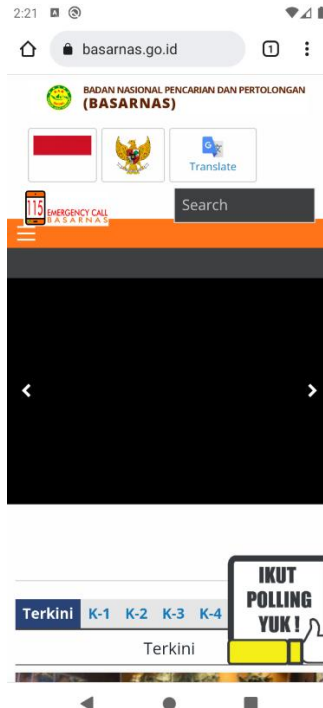 2:21
basarnas.go.id
1
BADAN NASIONAL PENCARIAN DAN PERTOLONGAN
(BASARNAS)
Translate
115 EMERGENCY CALL
BASARNAS
Search
IKUT
POLLING
YUK !
Terkini K-1 K-2 K-3 K-4
Terkini